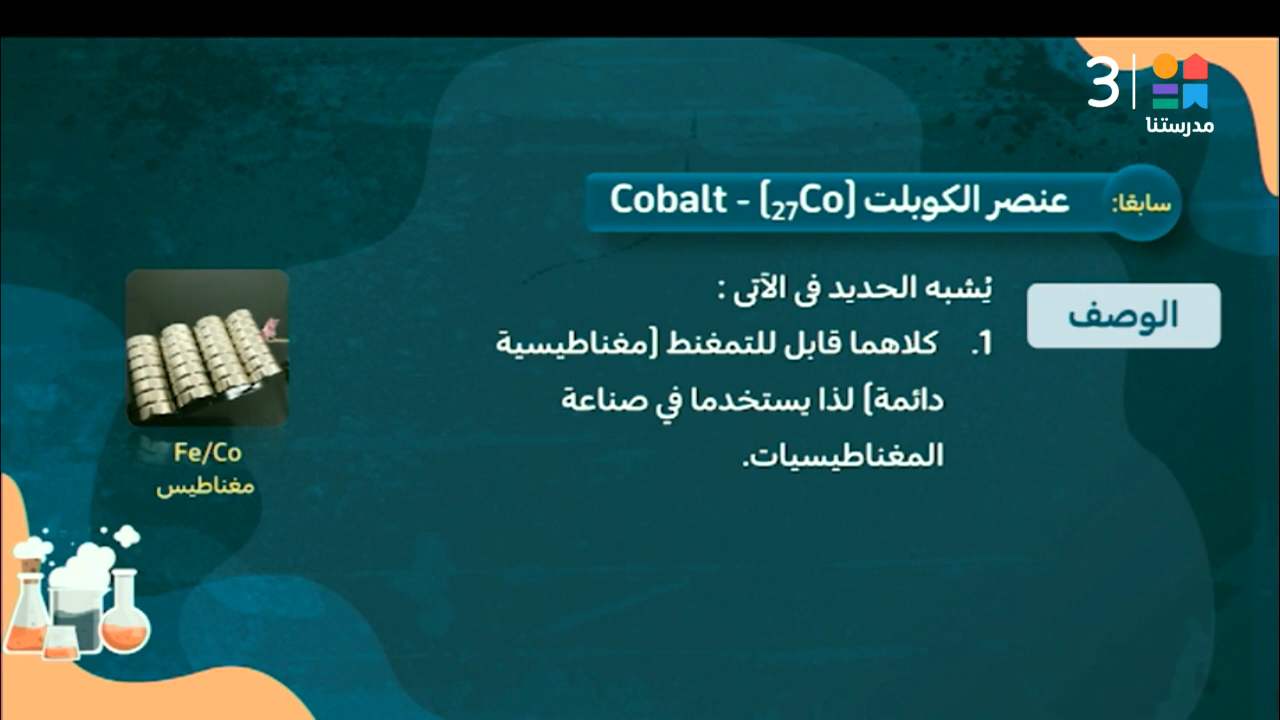 3
مدرستنا
سابقًا:
عنصر الكوبلت (₂₇Co) - Cobalt
الوصف
يُشبه الحديد فى الآتى :
1. كلاهما قابل للتمغنط (مغناطيسية
دائمة) لذا يستخدما في صناعة
المغناطيسيات.
Fe/Co
مغناطيس